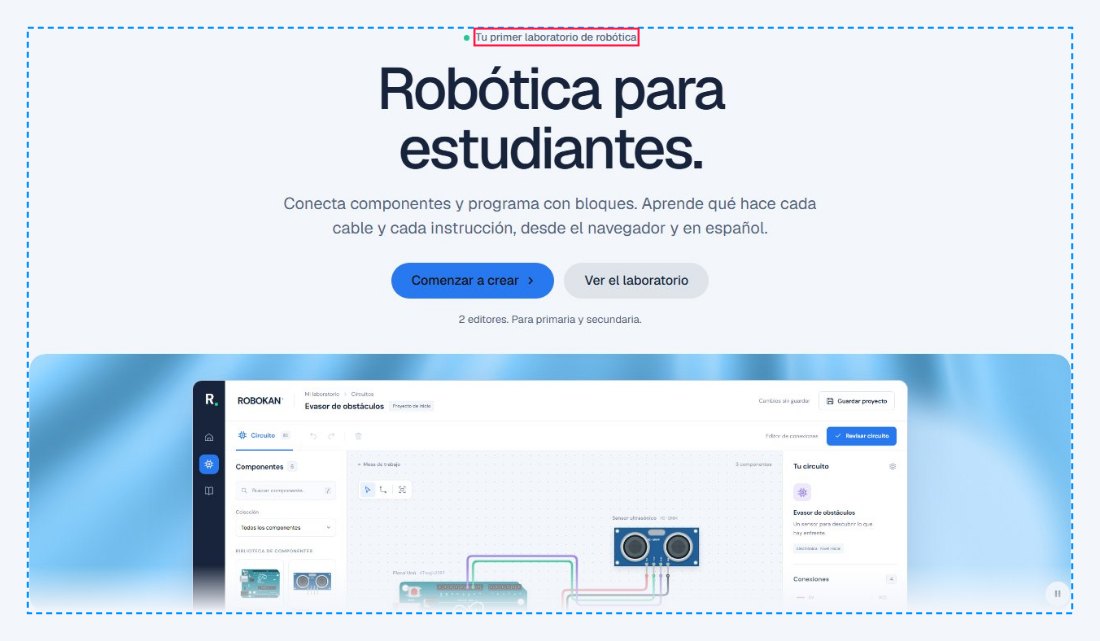 Tu primer laboratorio de robótica
Robótica para
estudiantes.
Conecta componentes y programa con bloques. Aprende qué hace cada
cable y cada instrucción, desde el navegador y en español.
Comenzar a crear
Ver el laboratorio
2 editores. Para primaria y secundaria.
R.
ROBOKAN
Mi laboratorio > Circuitos
Evasor de obstáculos
Proyecto de inicio
Cambios sin guardar
Guardar proyecto
Circuito
Editor de conexiones
Revisar circuito
Componentes 6
Mesa de trabajo
3 componentes
Tu circuito
Buscar componente...
Colección
Todos los componentes
BIBLIOTECA DE COMPONENTES
Sensor ultrasónico
Evasor de obstáculos
Un sensor para descubrir lo que
hay enfrente.
Placa Uno
Conexiones
4